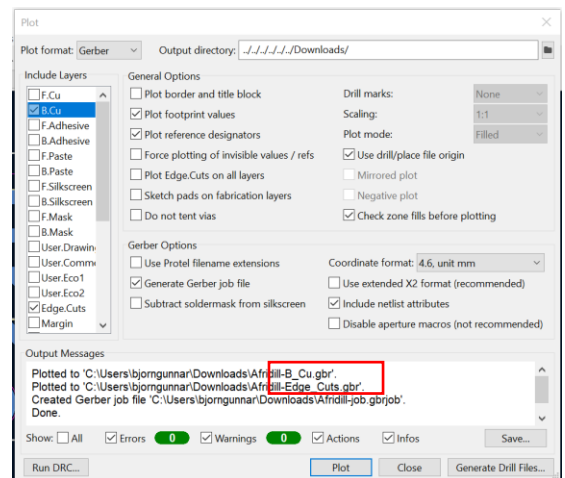 Plot
Plot format: Gerber Output directory: ../../../../../../Downloads/
Include Layers
F.Cu
B.Cu
F.Adhesive
B.Adhesive
F.Paste
B.Paste
F.Silkscreen
B.Silkscreen
F.Mask
B.Mask
User.Drawin
User.Comme
User.Eco1
User.Eco2
Edge.Cuts
Margin
General Options
Plot border and title block
Plot footprint values
Plot reference designators
Force plotting of invisible values / refs
Plot Edge.Cuts on all layers
Sketch pads on fabrication layers
Do not tent vias
Drill marks: None
Scaling: 1:1
Plot mode: Filled
Use drill/place file origin
Mirrored plot
Negative plot
Check zone fills before plotting
Gerber Options
Use Protel filename extensions
Generate Gerber job file
Subtract soldermask from silkscreen
Coordinate format: 4.6, unit mm
Use extended X2 format (recommended)
Include netlist attributes
Disable aperture macros (not recommended)
Output Messages
Plotted to 'C:\Users\bjorngunnar\Downloads\Afridill-B_Cu.gbr'.
Plotted to 'C:\Users\bjorngunnar\Downloads\Afridill-Edge_Cuts.gbr'.
Created Gerber job file 'C:\Users\bjorngunnar\Downloads\Afridill-job.gbrjob'.
Done.
Show: All Errors 0 Warnings 0 Actions Infos Save...
Run DRC... Plot Close Generate Drill Files...